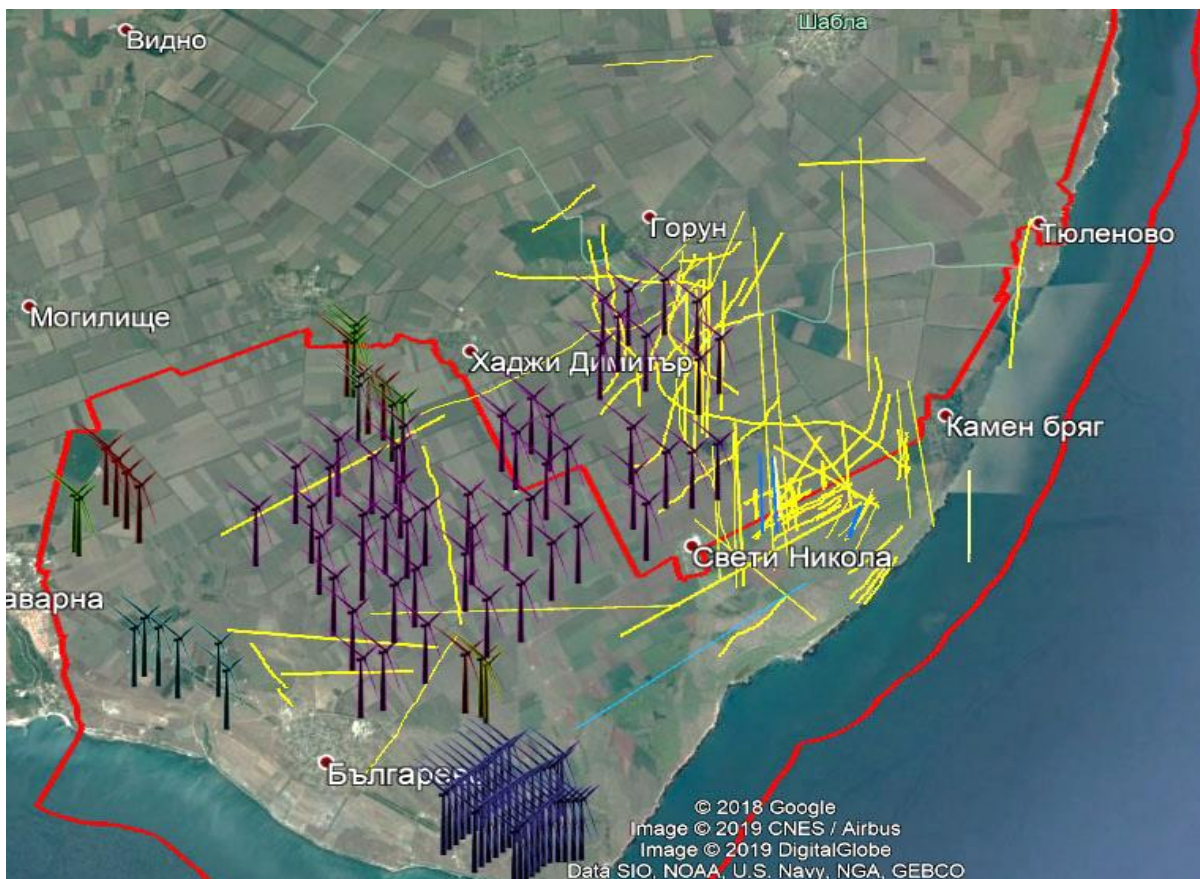 Шабла
Видно
Горун
Тюленово
Могилище
Хаджи Димитър
Камен бряг
Свети Никола
аварна
Българево
© 2018 Google
Image © 2019 CNES / Airbus
Image © 2019 DigitalGlobe
Data SIO, NOAA, U.S. Navy, NGA, GEBCO